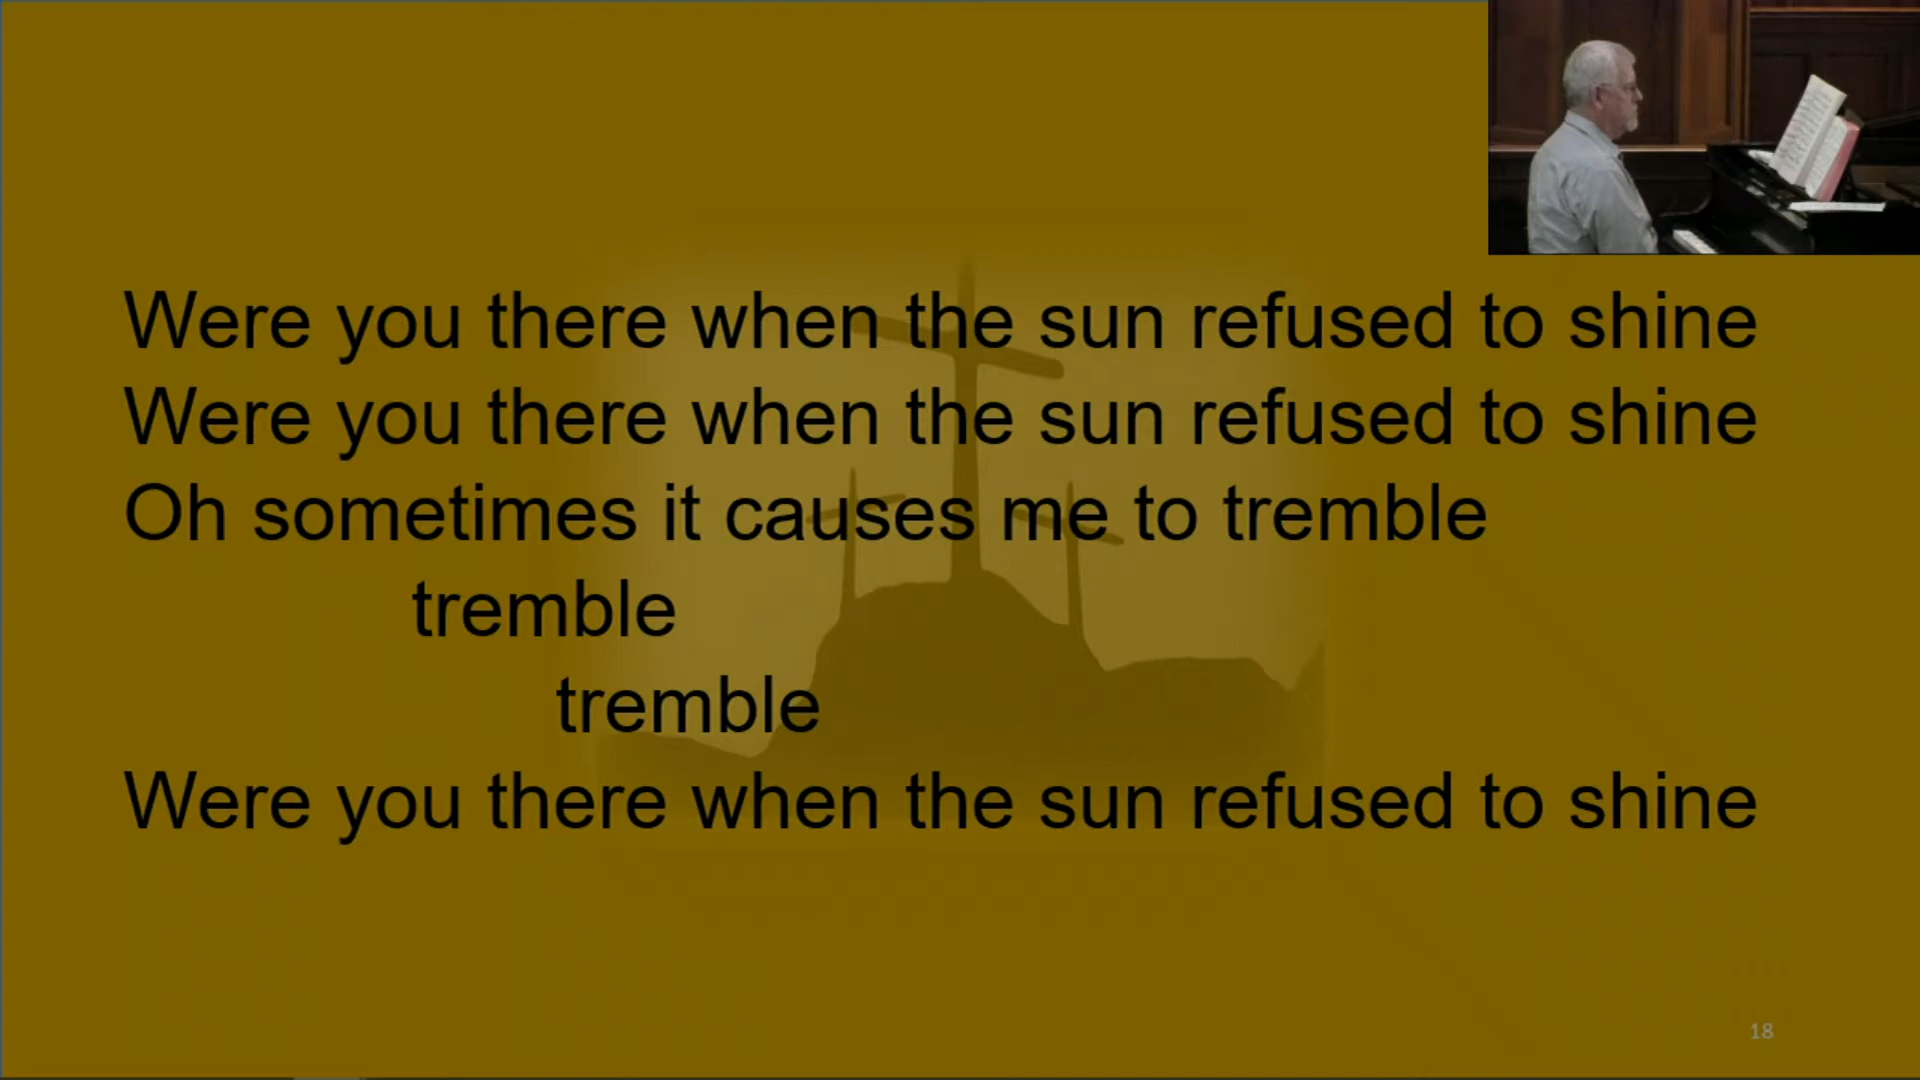 Were you there when the sun refused to shine
Were you there when the sun refused to shine
Oh sometimes it causes me to tremble
tremble
tremble
Were you there when the sun refused to shine
18